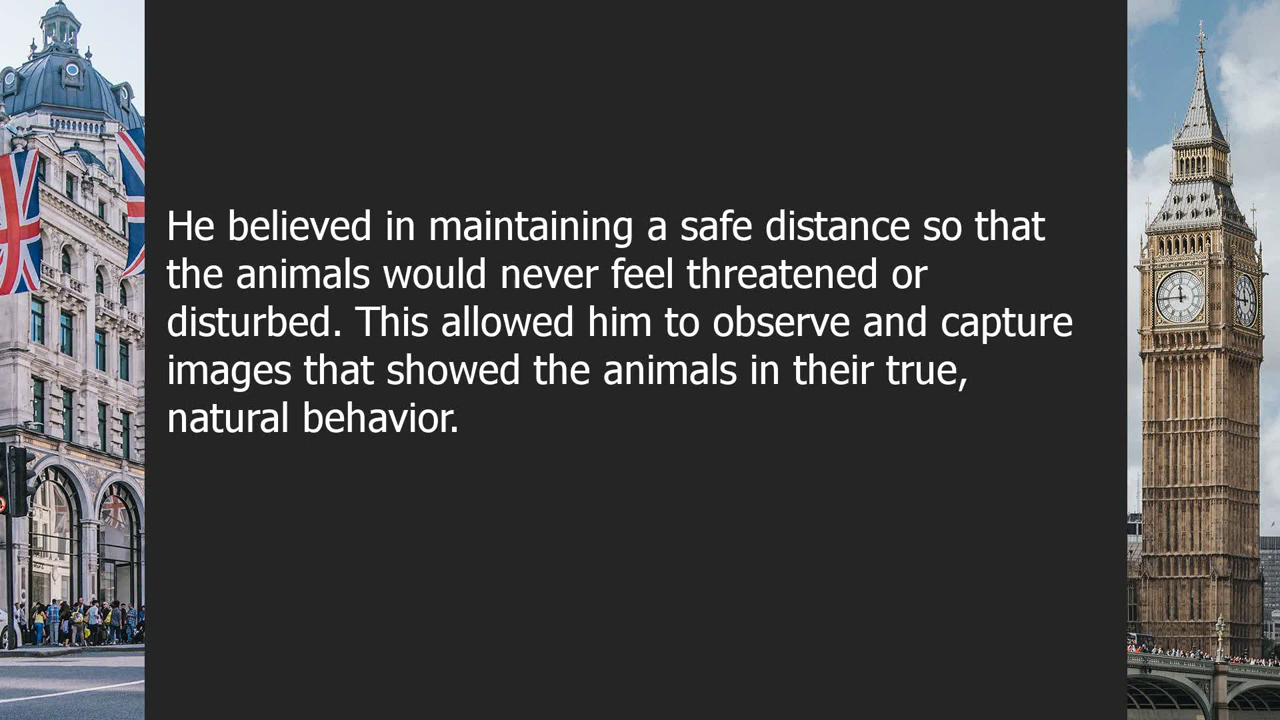 He believed in maintaining a safe distance so that
the animals would never feel threatened or
disturbed. This allowed him to observe and capture
images that showed the animals in their true,
natural behavior.